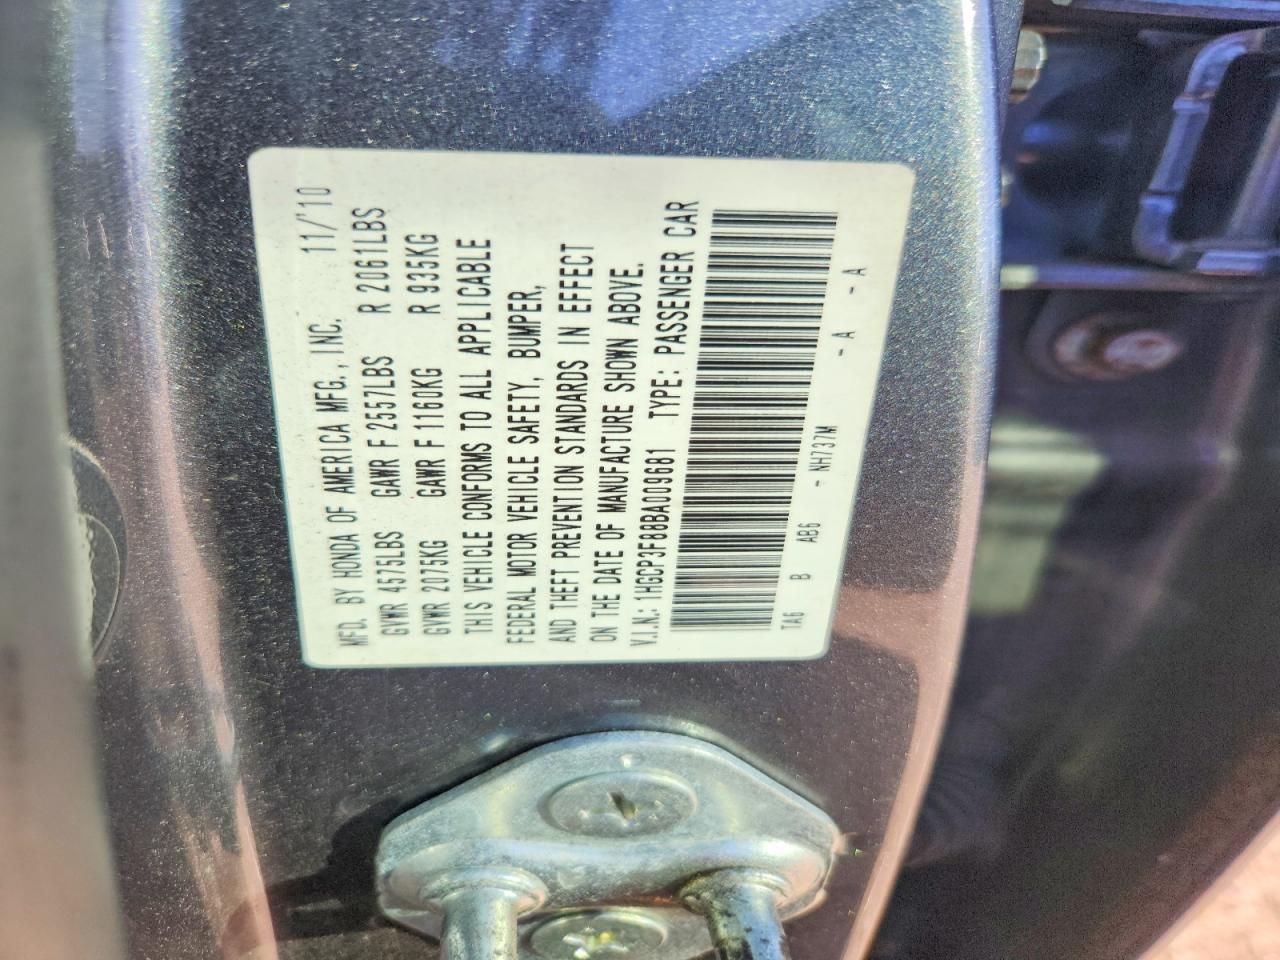 MFD. BY HONDA OF AMERICA MFG., INC. 11/'10
GVWR 4575LBS GAWR F 2557LBS R 2061LBS
GVWR 2075KG GAWR F 1160KG R 935KG
THIS VEHICLE CONFORMS TO ALL APPLICABLE
FEDERAL MOTOR VEHICLE SAFETY, BUMPER,
AND THEFT PREVENTION STANDARDS IN EFFECT
ON THE DATE OF MANUFACTURE SHOWN ABOVE.
V.I.N.: 1HGCP3F88BA009681 TYPE: PASSENGER CAR
TA6 B AB6 - NH737M - A - A